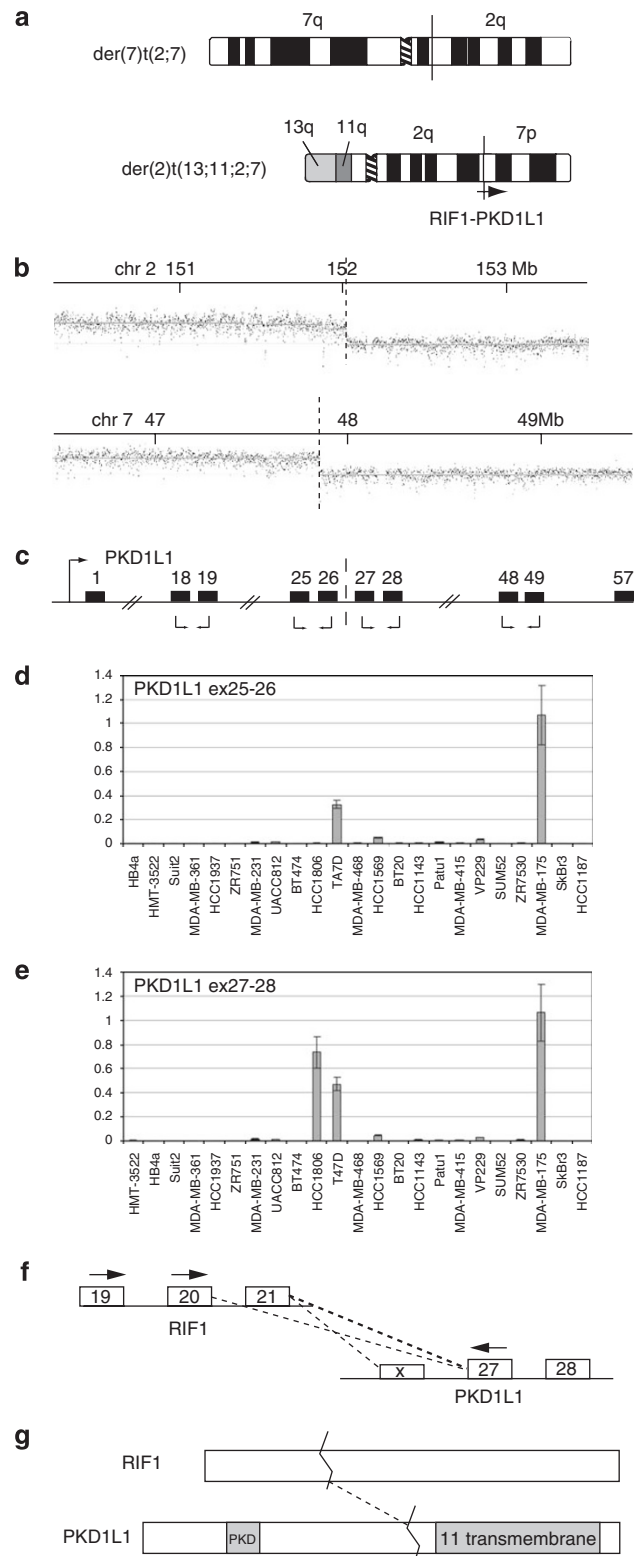 a
7q 2q
der(7)t(2;7)
13q 11q 2q 7p
der(2)t(13;11;2;7)
RIF1-PKD1L1
b
chr 2 151 152 153 Mb
chr 7 47 48 49Mb
c
PKD1L1
1 18 19 25 26 27 28 48 49 57
d
PKD1L1 ex25-26
1.4
1.2
1
0.8
0.6
0.4
0.2
0
HB4a
HMT-3522
Suit2
MDA-MB-361
HCC1937
ZR751
MDA-MB-231
UACC812
BT474
HCC1806
TA7D
MDA-MB-468
HCC1569
BT20
HCC1143
Patu1
MDA-MB-415
VP229
SUM52
ZR7530
MDA-MB-175
SkBr3
HCC1187
e
PKD1L1 ex27-28
1.4
1.2
1
0.8
0.6
0.4
0.2
0
HMT-3522
HB4a
Suit2
MDA-MB-361
HCC1937
ZR751
MDA-MB-231
UACC812
BT474
HCC1806
T47D
MDA-MB-468
HCC1569
BT20
HCC1143
Patu1
MDA-MB-415
VP229
SUM52
ZR7530
MDA-MB-175
SkBr3
HCC1187
f
19 20 21
RIF1
x 27 28
PKD1L1
g
RIF1
PKD1L1 PKD 11 transmembrane